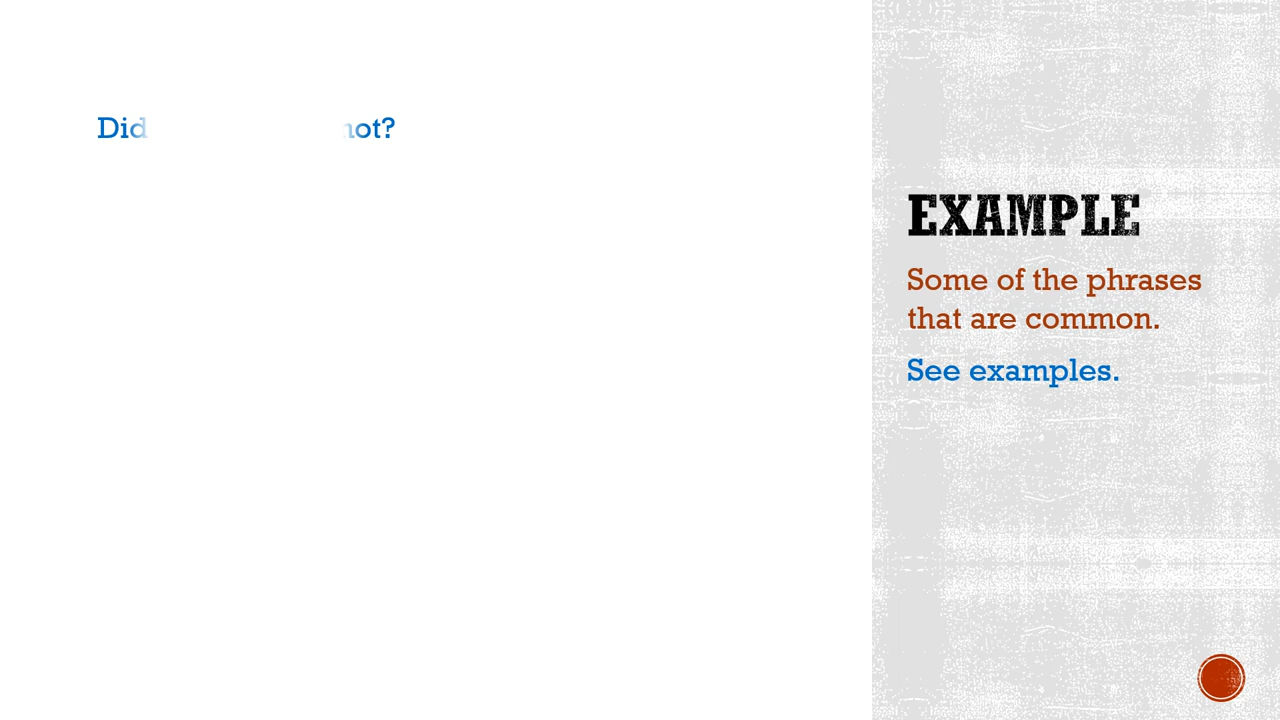 Did not?
EXAMPLE
Some of the phrases
that are common.
See examples.